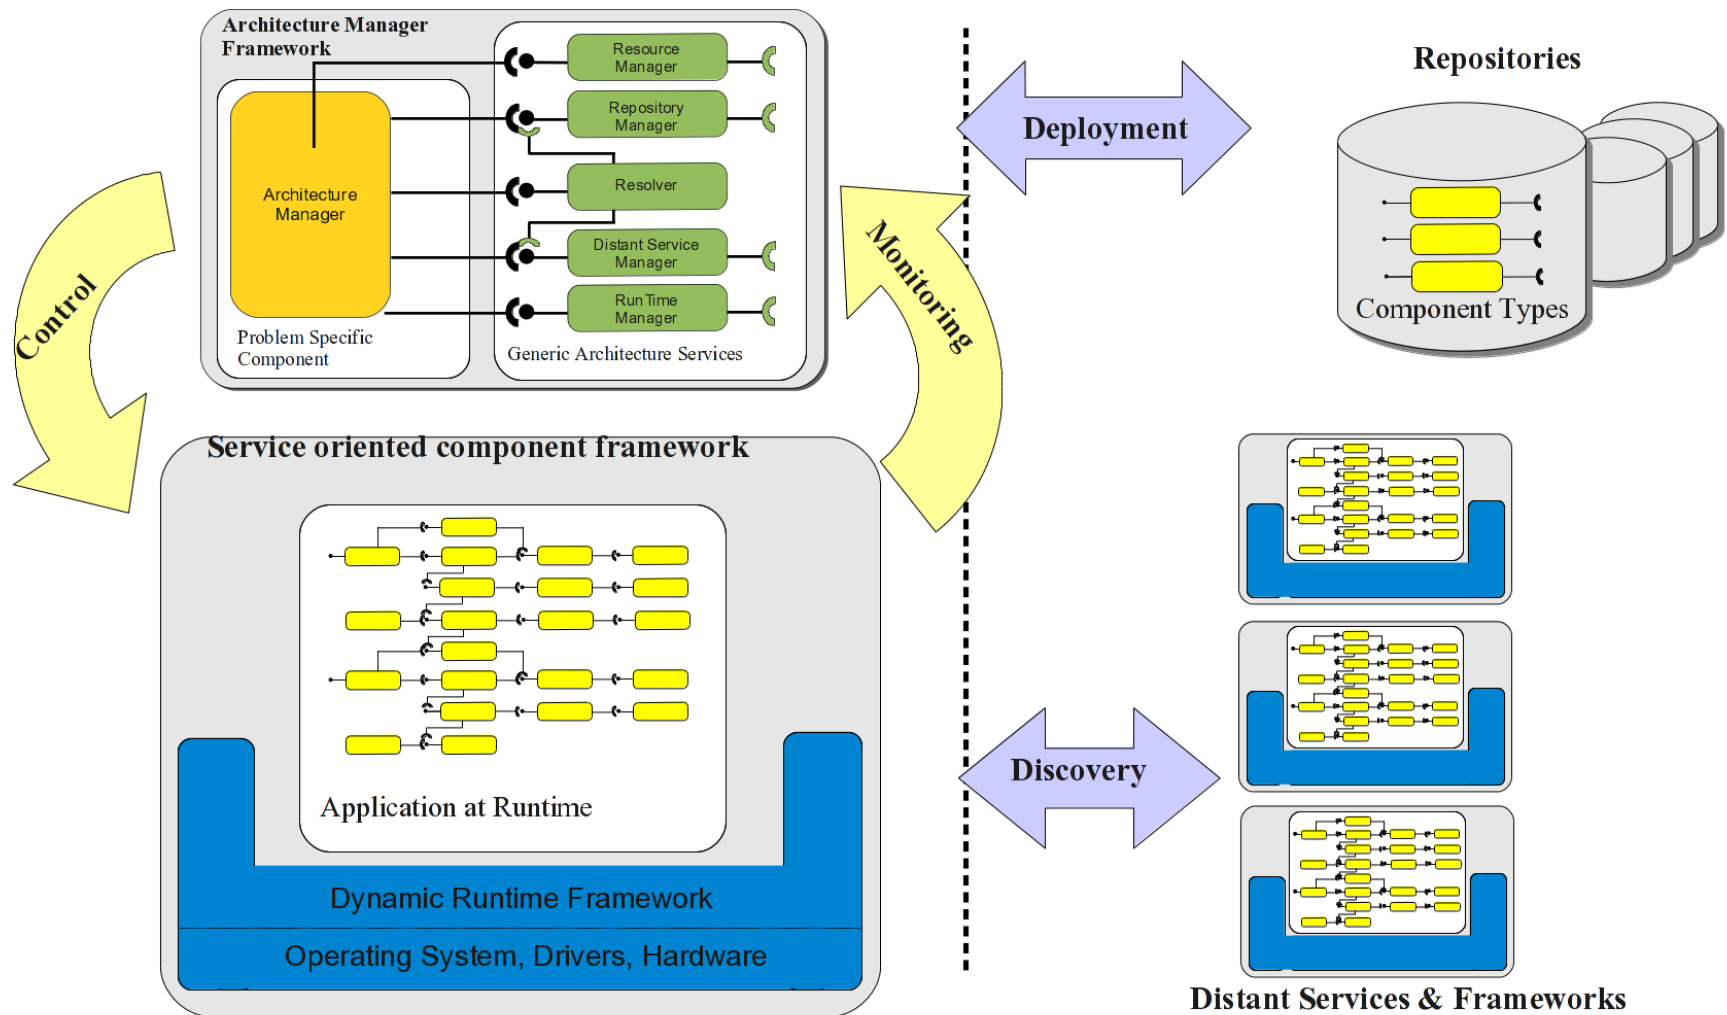 Architecture Manager
Framework
Resource
Manager
Repository
Manager
Architecture
Manager
Resolver
Distant Service
Manager
RunTime
Manager
Problem Specific
Component
Generic Architecture Services
Control
Monitoring
Deployment
Repositories
Component Types
Service oriented component framework
Application at Runtime
Dynamic Runtime Framework
Operating System, Drivers, Hardware
Discovery
Distant Services & Frameworks